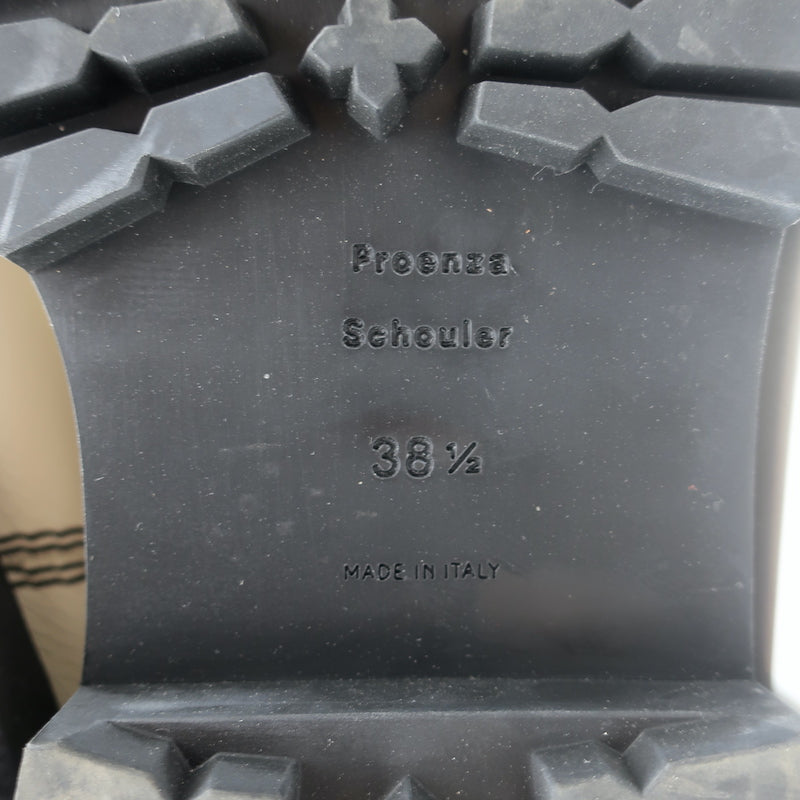 Proenza
Schouler
38 ½
MADE IN ITALY